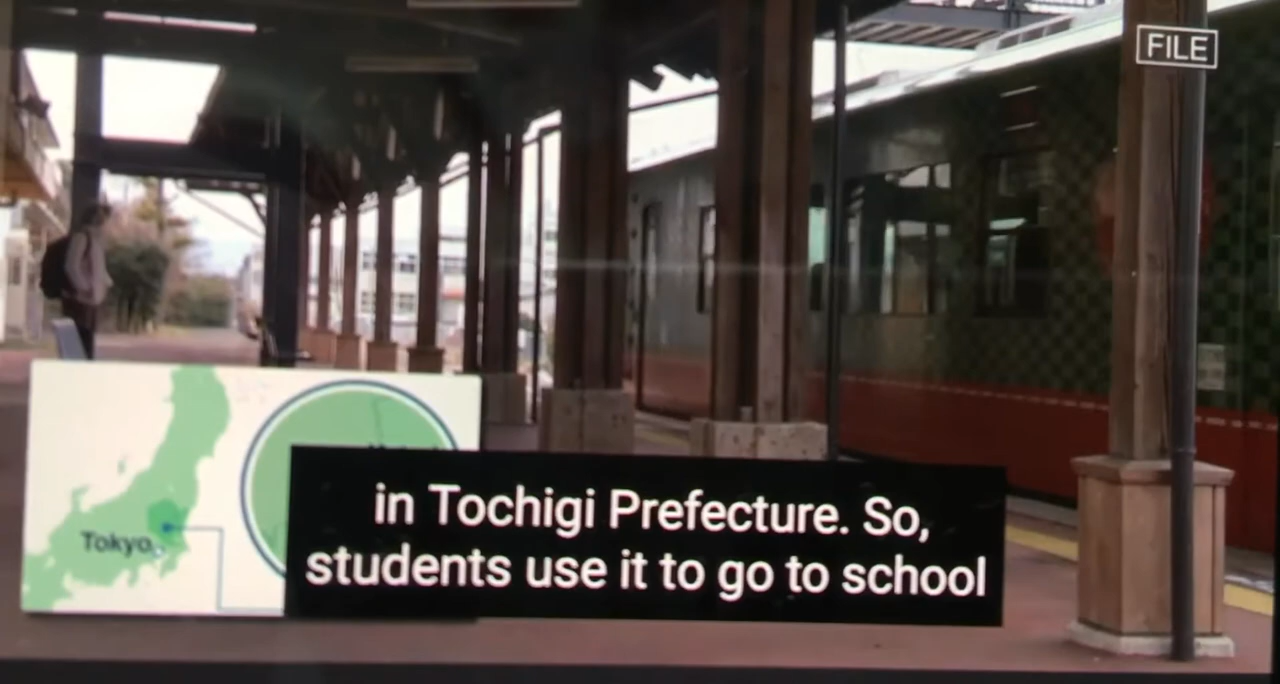 FILE
Tokyo
in Tochigi Prefecture. So,
students use it to go to school